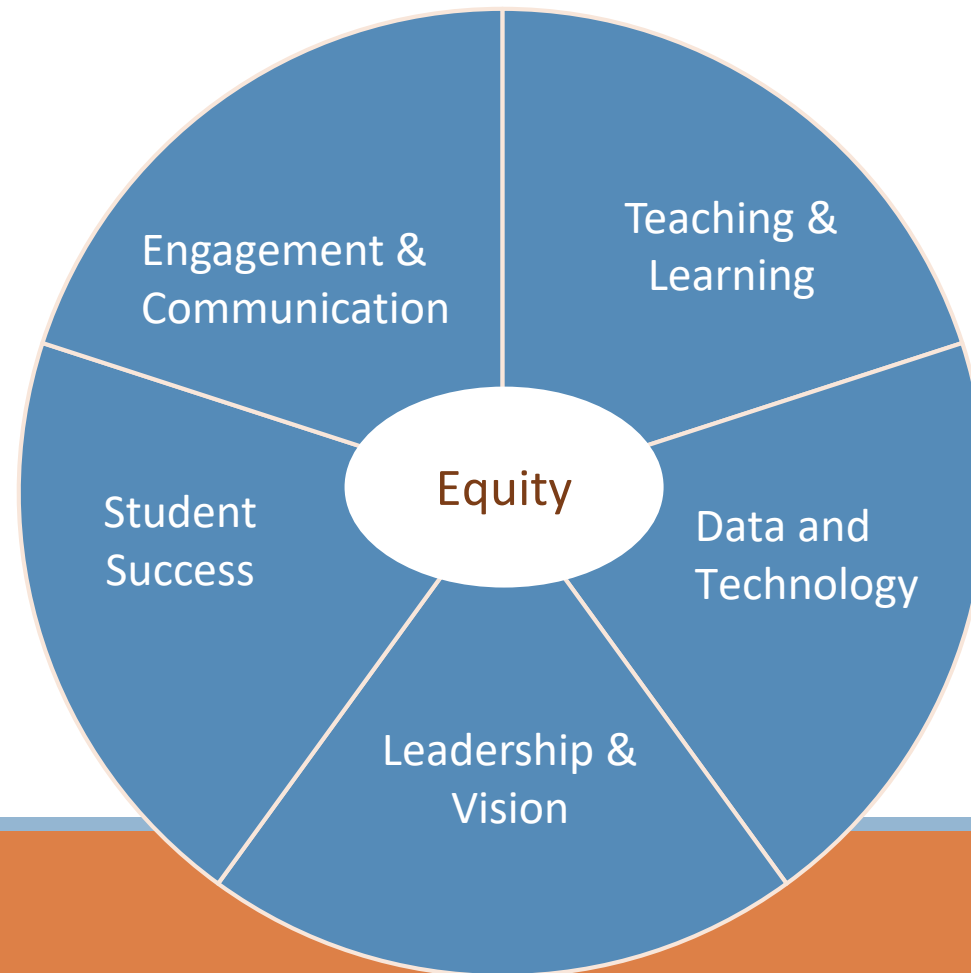 Engagement &
Communication
Teaching &
Learning
Equity
Student
Success
Data and
Technology
Leadership &
Vision